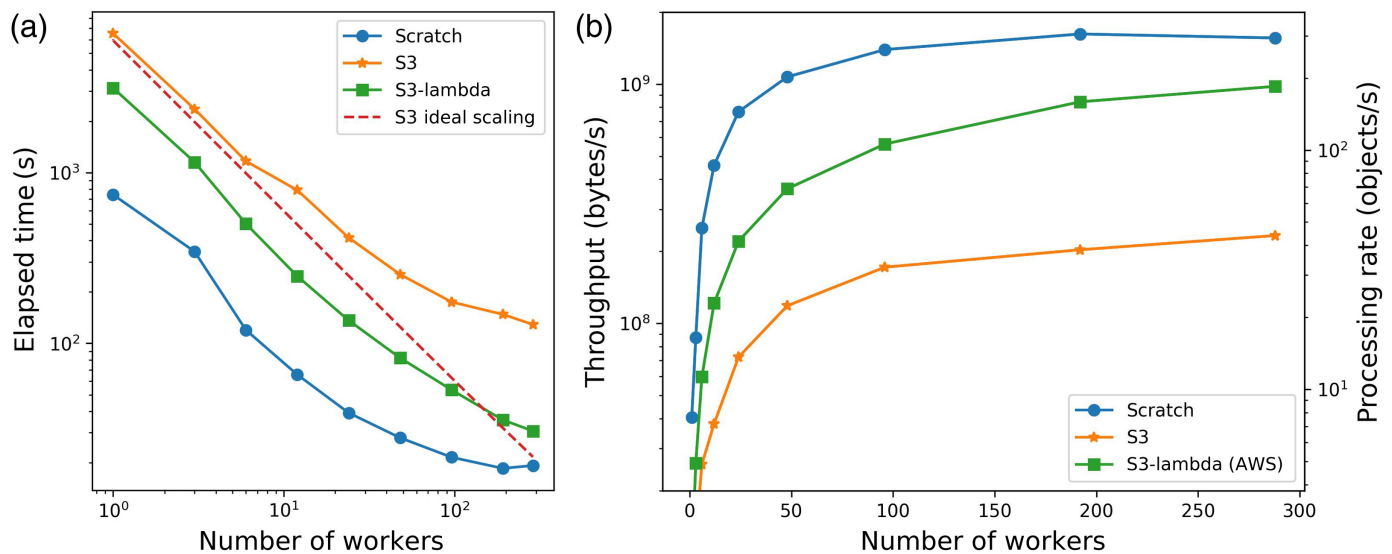 (a)
Scratch
S3
S3-lambda
S3 ideal scaling
Elapsed time (s)
10³
10²
10⁰
10¹
10²
Number of workers
(b)
Throughput (bytes/s)
10⁹
10⁸
Processing rate (objects/s)
10²
10¹
Scratch
S3
S3-lambda (AWS)
0
50
100
150
200
250
300
Number of workers